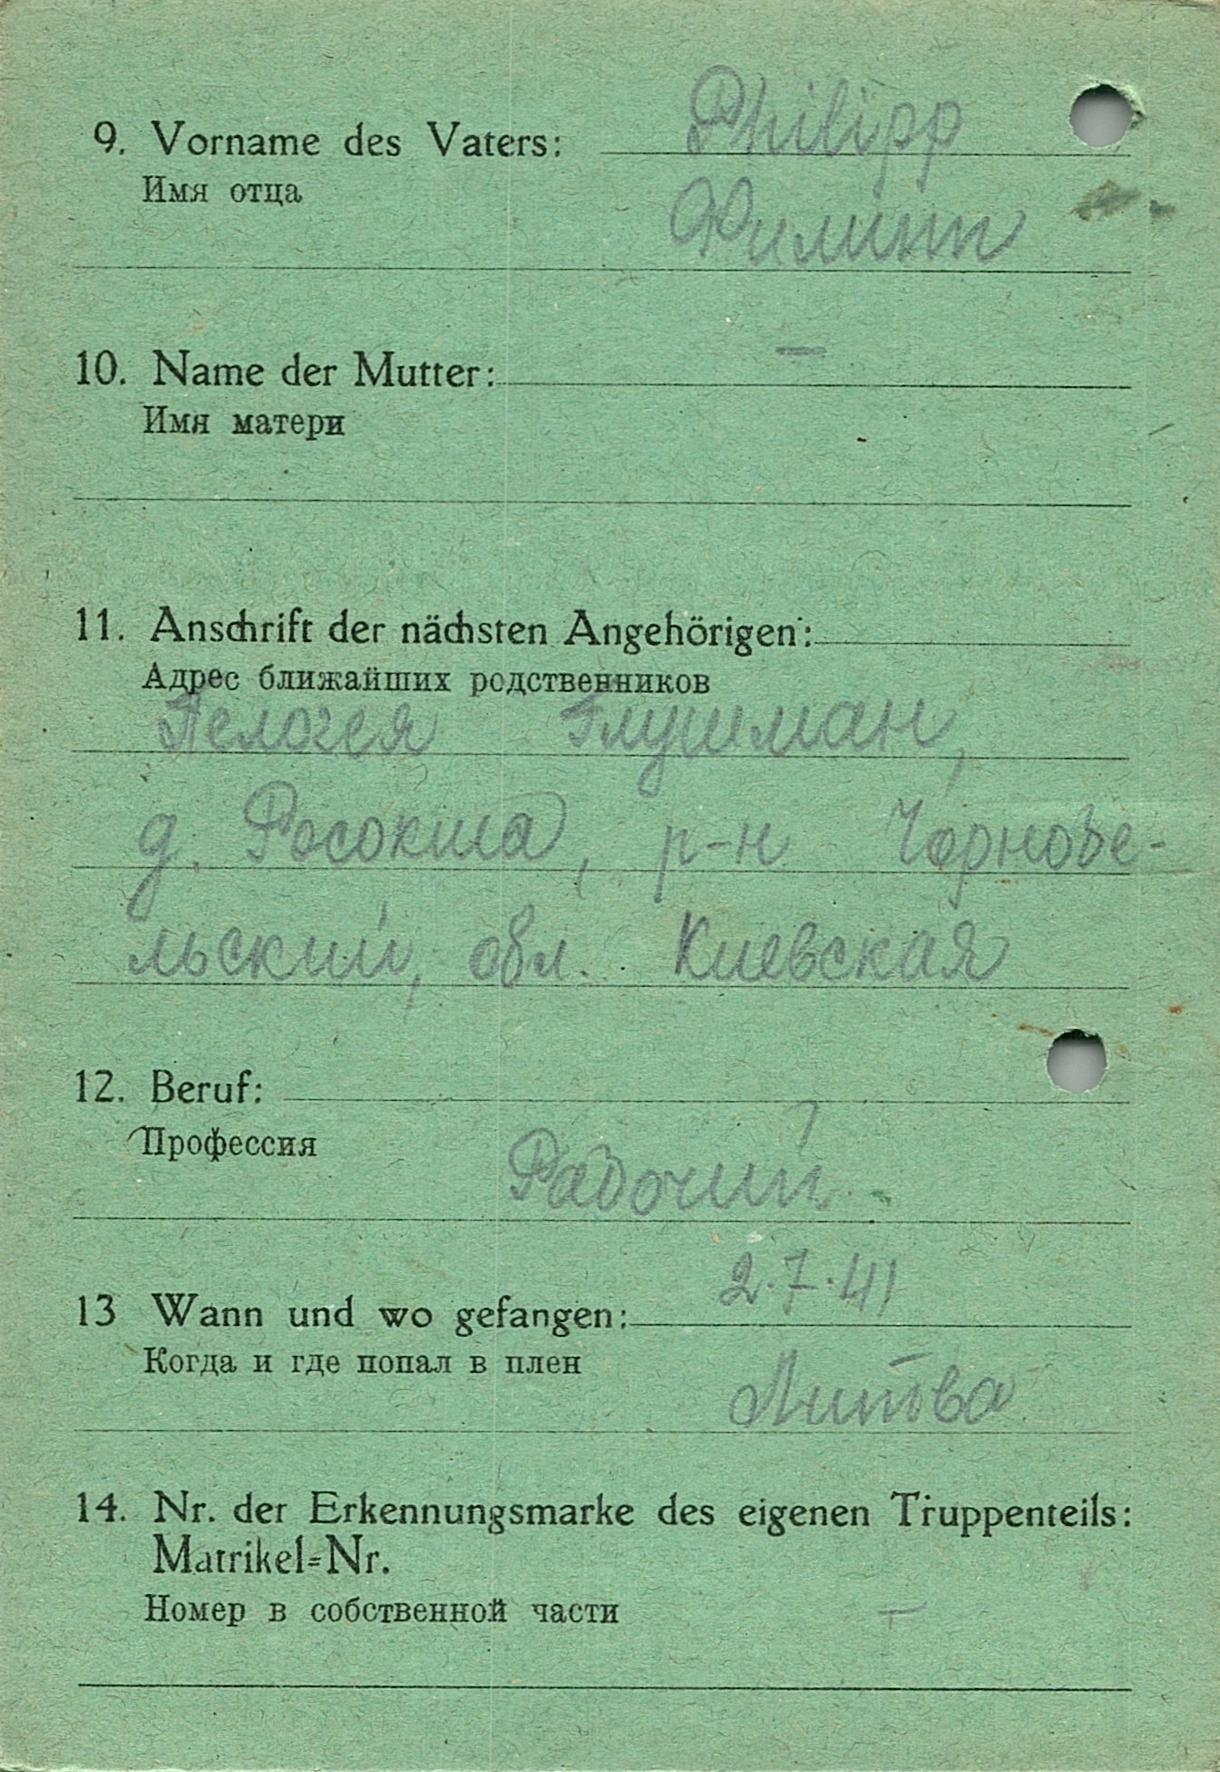 9. Vorname des Vaters: Philipp
Имя отца Филипп
10. Name der Mutter: —
Имя матери
11. Anschrift der nächsten Angehörigen:
Адрес ближайших родственников
Пелогея Глушман,
д. Росокша, р-н Чорнобе-
льский, обл. Киевская
12. Beruf:
Профессия
Рабочий
13 Wann und wo gefangen: 2.7.41
Когда и где попал в плен
Литва
14. Nr. der Erkennungsmarke des eigenen Truppenteils:
Matrikel=Nr.
Номер в собственной части —